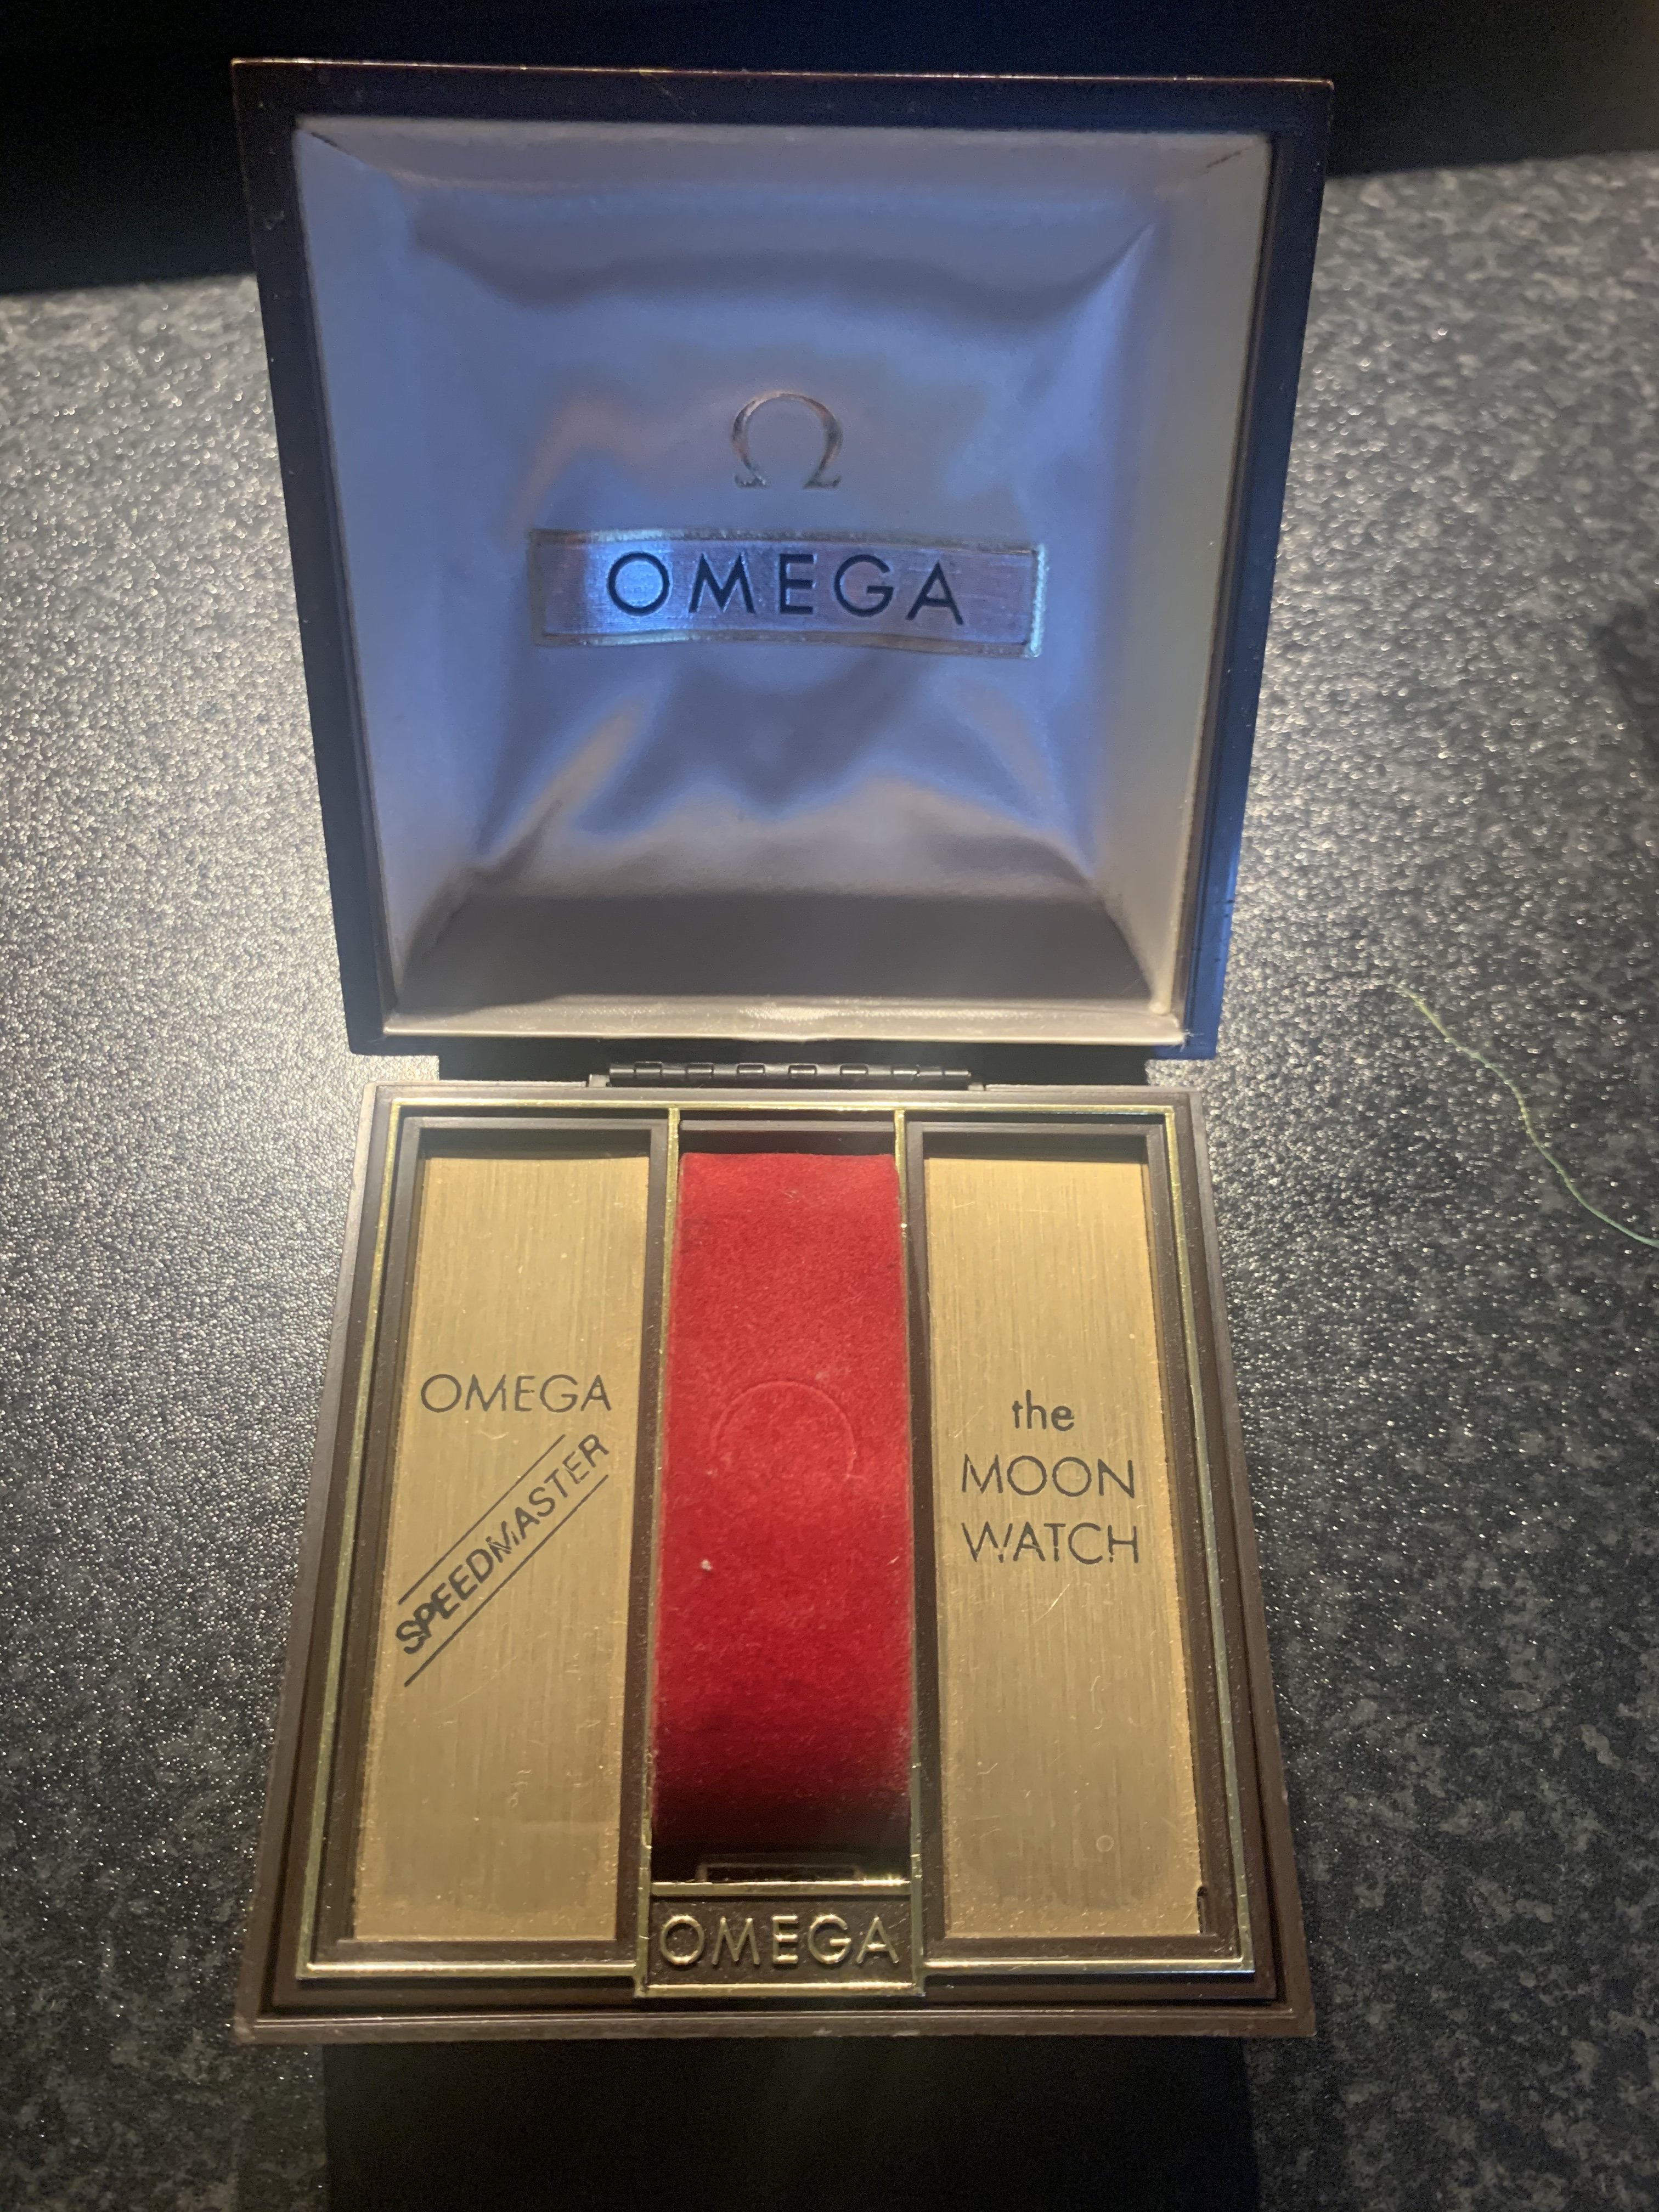 Ω
OMEGA
OMEGA
SPEEDMASTER
the
MOON
WATCH
OMEGA